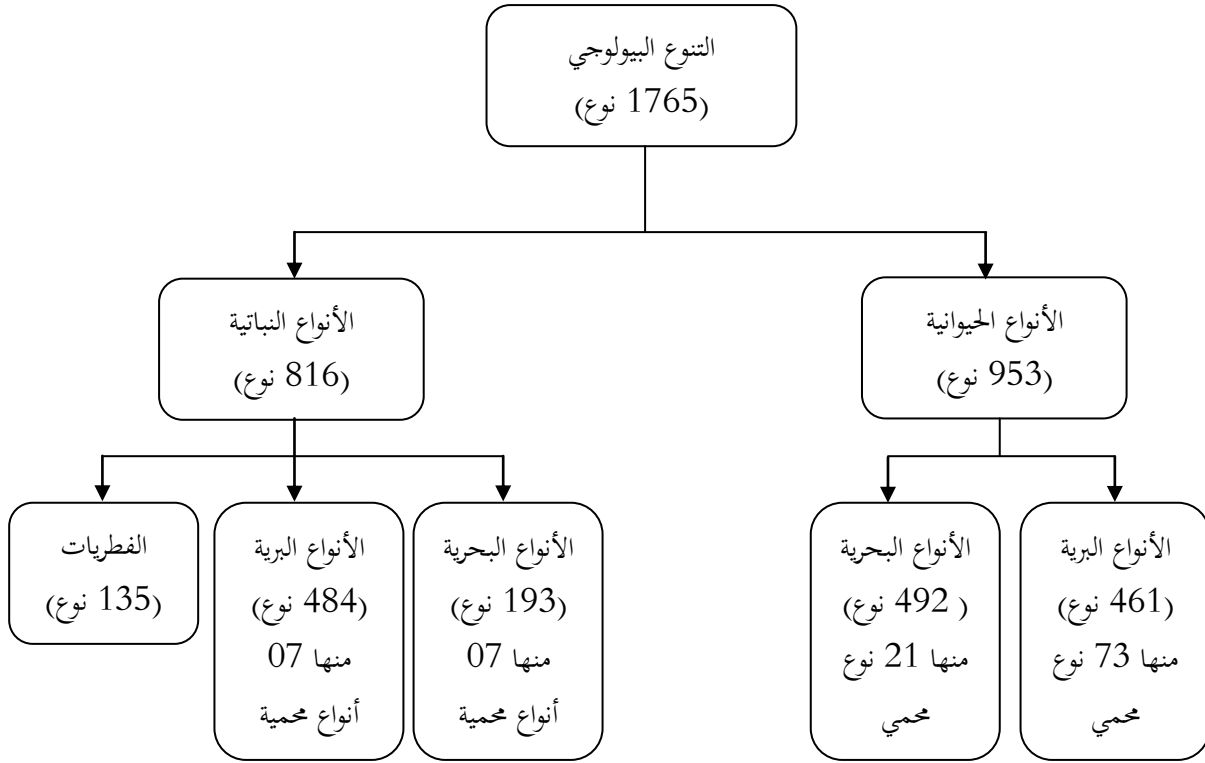 التنوع البيولوجي
(1765 نوع)
الأنواع الحيوانية
(953 نوع)
الأنواع النباتية
(816 نوع)
الأنواع البرية
(461 نوع)
منها 73 نوع
محمي
الأنواع البحرية
( 492 نوع)
منها 21 نوع
محمي
الأنواع البحرية
(193 نوع)
منها 07
أنواع محمية
الأنواع البرية
(484 نوع)
منها 07
أنواع محمية
الفطريات
(135 نوع)